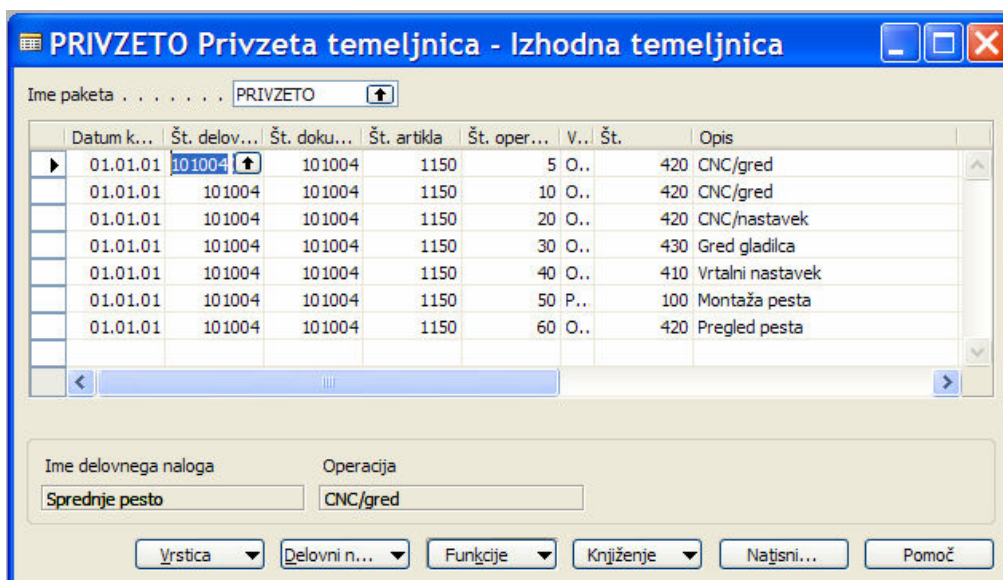 PRIVZETO Privzeta temeljnica - Izhodna temeljnica
Ime paketa . . . . . . . PRIVZETO
Datum k... Št. delov... Št. doku... Št. artikla Št. oper... V... Št. Opis
01.01.01 101004 101004 1150 5 O.. 420 CNC/gred
01.01.01 101004 101004 1150 10 O.. 420 CNC/gred
01.01.01 101004 101004 1150 20 O.. 420 CNC/nastavek
01.01.01 101004 101004 1150 30 O.. 430 Gred gladilca
01.01.01 101004 101004 1150 40 O.. 410 Vrtalni nastavek
01.01.01 101004 101004 1150 50 P... 100 Montaža pesta
01.01.01 101004 101004 1150 60 O.. 420 Pregled pesta
Ime delovnega naloga Operacija
Sprednje pesto CNC/gred
Vrstica Delovni n... Funkcije Knjiženje Natisni... Pomoč